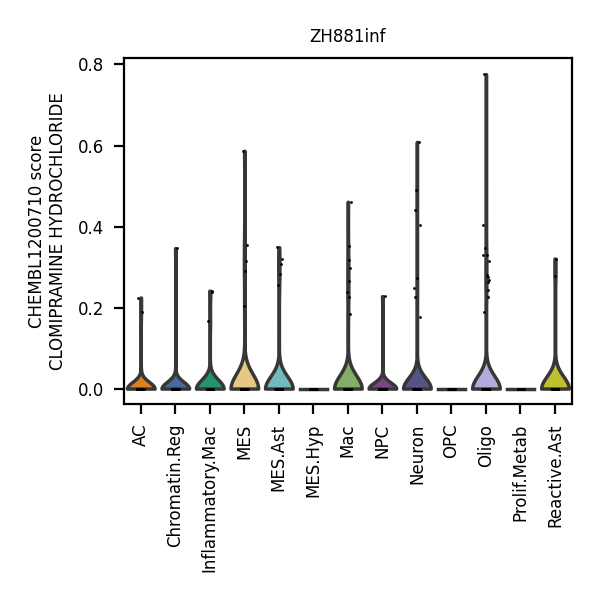 ZH881inf
CHEMBL1200710 score
CLOMIPRAMINE HYDROCHLORIDE
0.8
0.6
0.4
0.2
0.0
AC
Chromatin.Reg
Inflammatory.Mac
MES
MES.Ast
MES.Hyp
Mac
NPC
Neuron
OPC
Oligo
Prolif.Metab
Reactive.Ast